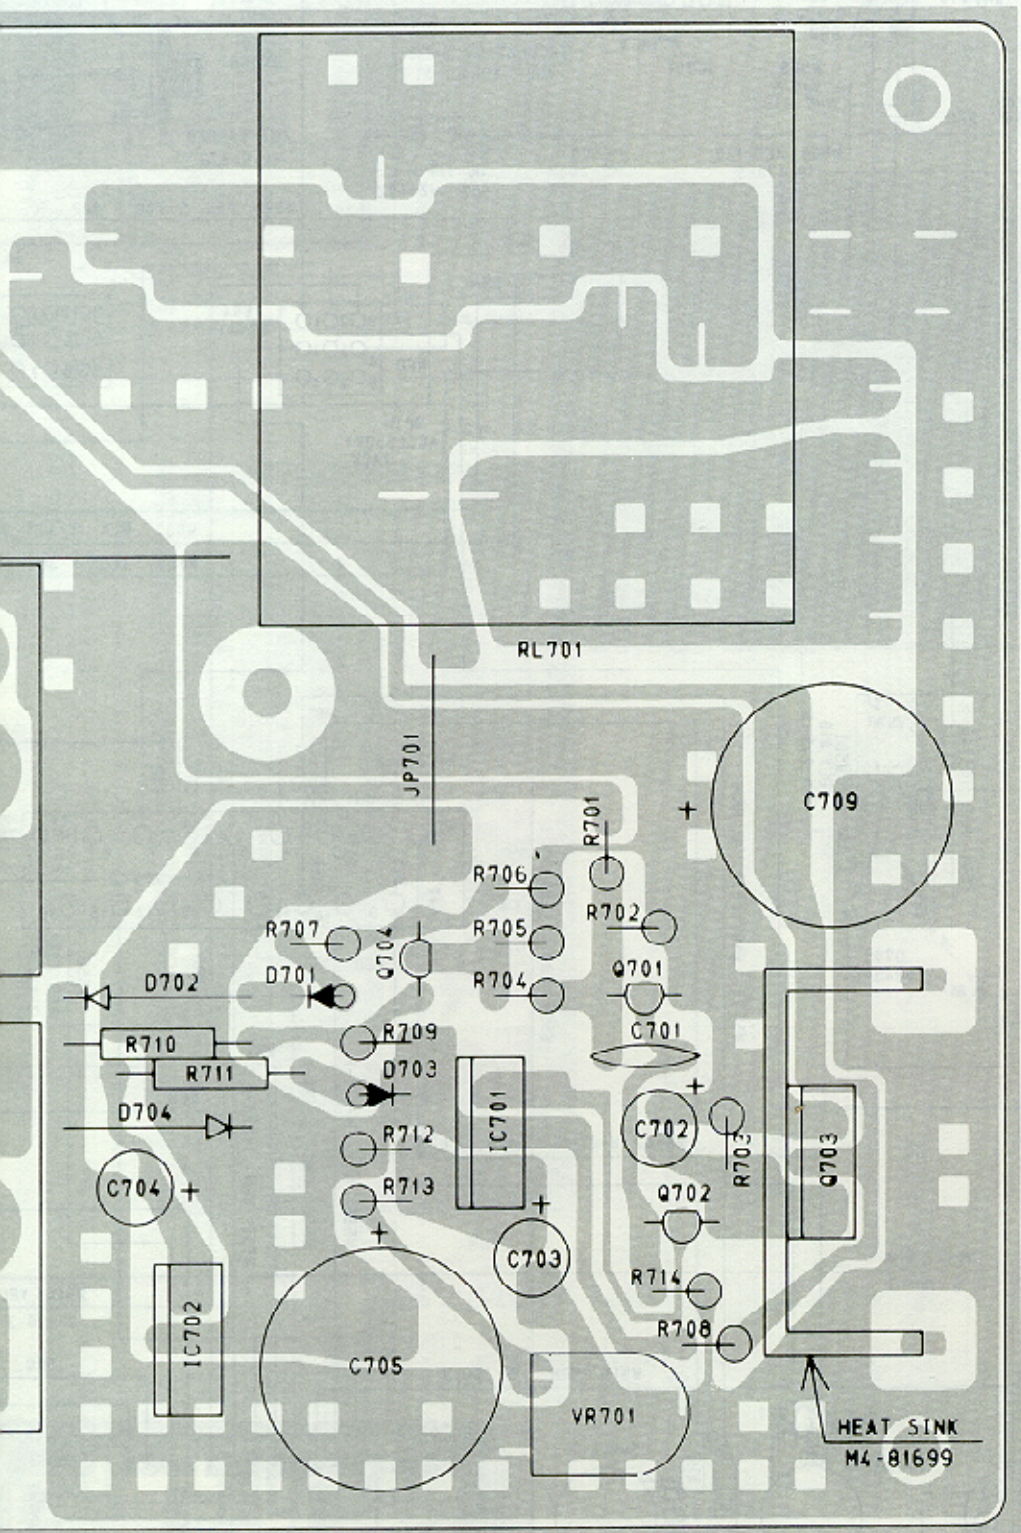 RL701
JP701
+
C709
R701
R706
R702
R707
Q704
R705
D702
D701
R704
Q701
R710
R709
C701
R711
D703
+
D704
IC701
C702
R703
Q703
R712
C704
+
R713
+
Q702
+
C703
R714
IC702
C705
R708
VR701
HEAT SINK
M4-81699